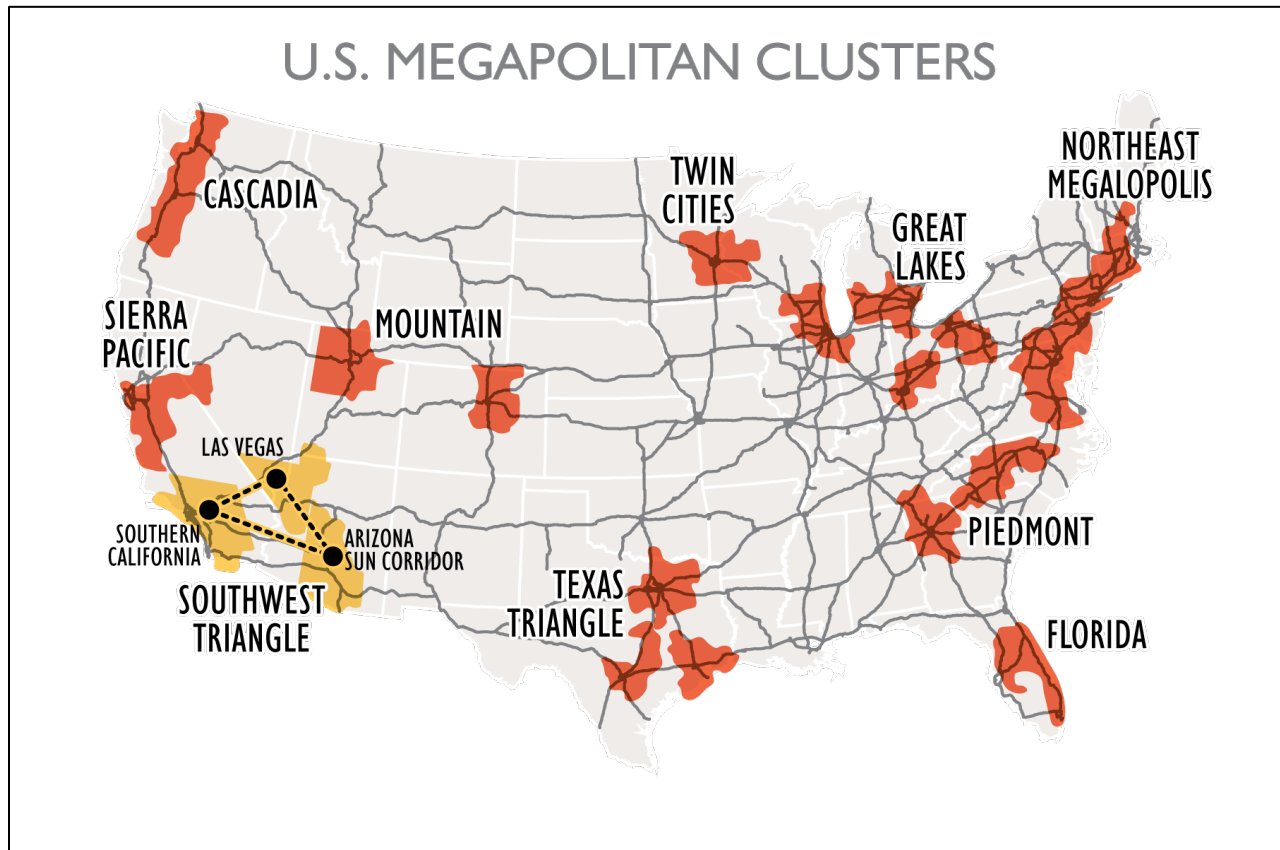 U.S. MEGAPOLITAN CLUSTERS
NORTHEAST
MEGALOPOLIS
TWIN
CITIES
CASCADIA
GREAT
LAKES
SIERRA
PACIFIC
MOUNTAIN
LAS VEGAS
SOUTHERN
CALIFORNIA
ARIZONA
SUN CORRIDOR
SOUTHWEST
TRIANGLE
TEXAS
TRIANGLE
PIEDMONT
FLORIDA